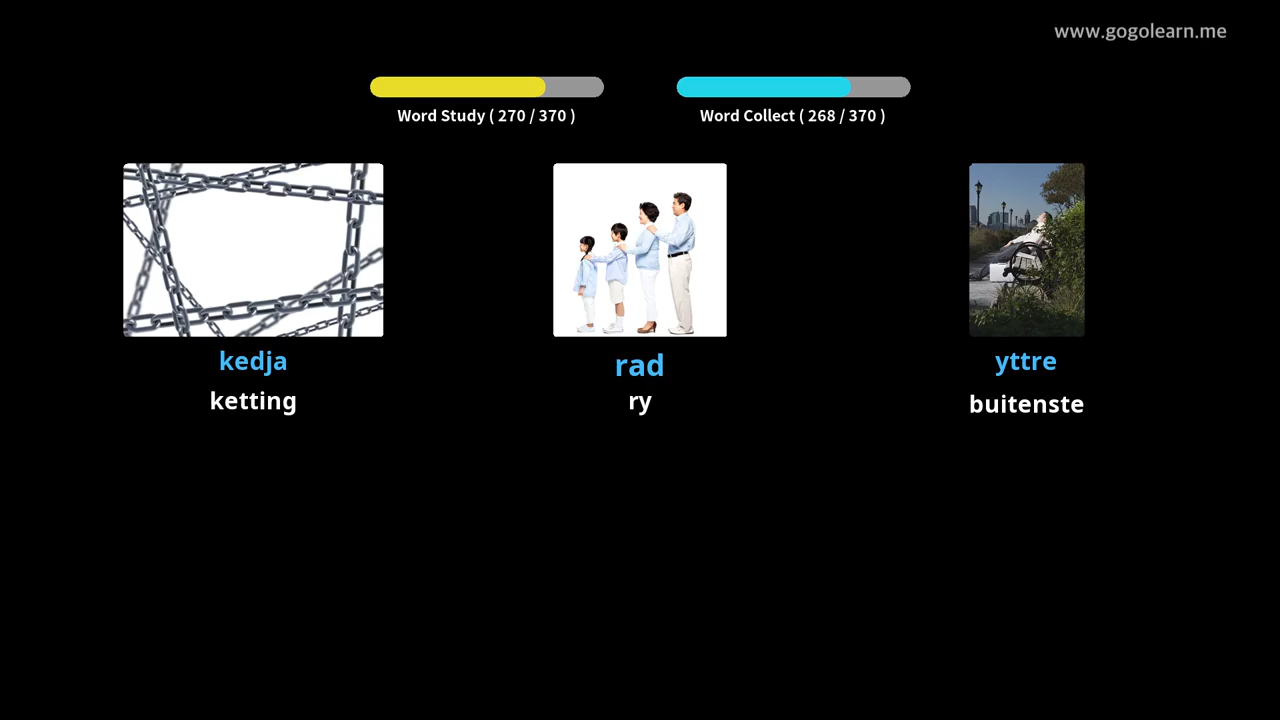 www.gogolearn.me
Word Study ( 270 / 370 )
Word Collect ( 268 / 370 )
kedja
ketting
rad
ry
yttre
buitenste